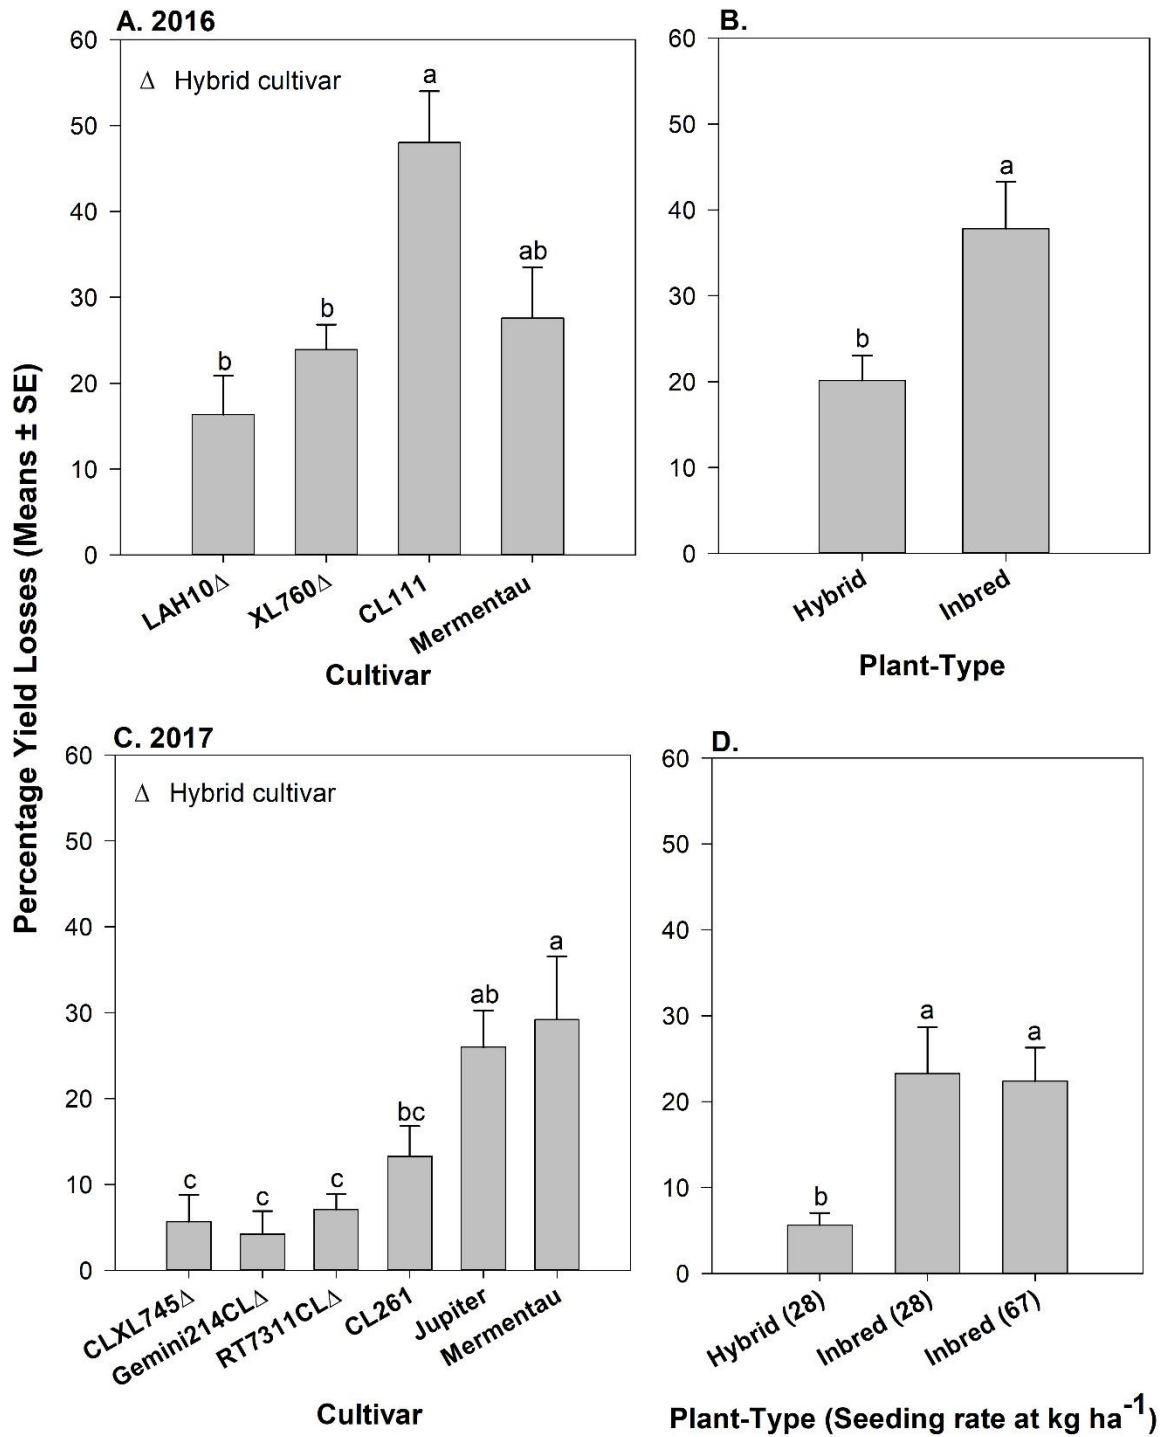 Percentage Yield Losses (Means ± SE)
A. 2016
Δ Hybrid cultivar
60
50
40
30
20
10
0
b
b
a
ab
LAH10Δ
XL760Δ
CL111
Mermentau
Cultivar
B.
60
50
40
30
20
10
0
b
a
Hybrid
Inbred
Plant-Type
C. 2017
Δ Hybrid cultivar
60
50
40
30
20
10
0
c
c
c
bc
ab
a
CLXL745Δ
Gemini214CLΔ
RT7311CLΔ
CL261
Jupiter
Mermentau
Cultivar
D.
60
50
40
30
20
10
0
b
a
a
Hybrid (28)
Inbred (28)
Inbred (67)
Plant-Type (Seeding rate at kg ha⁻¹)